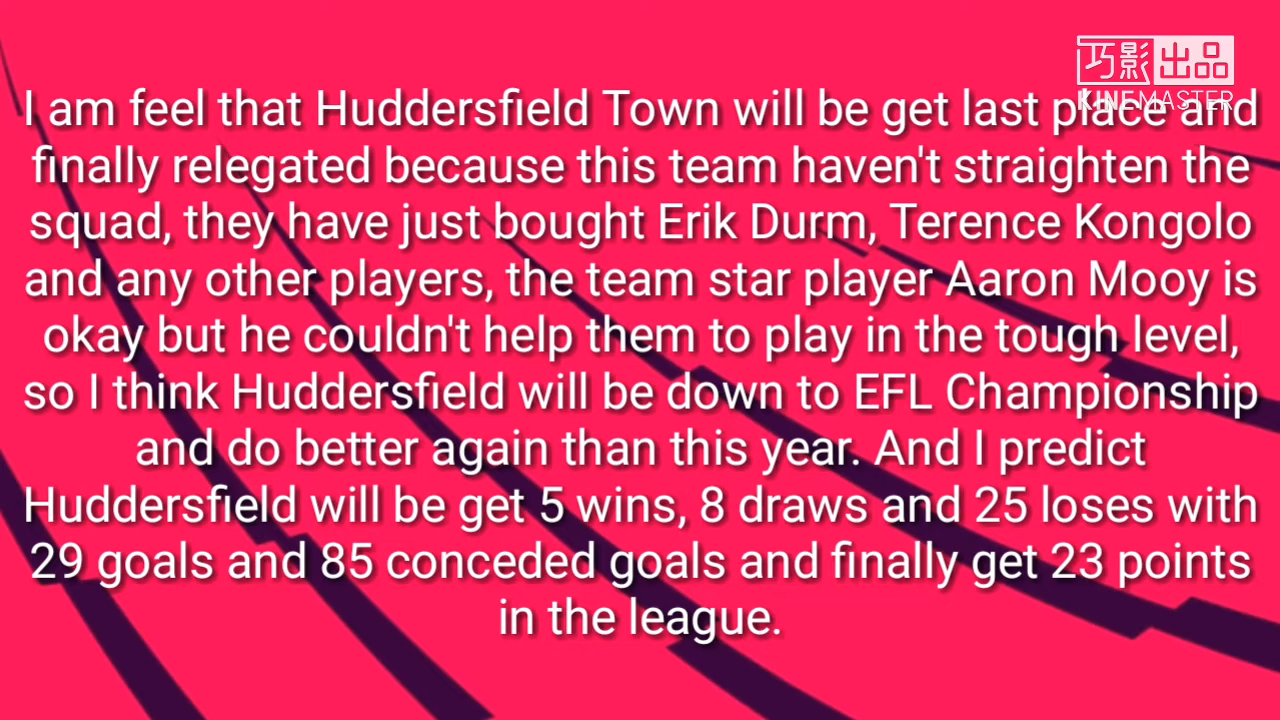 巧影出品
KINEMASTER
I am feel that Huddersfield Town will be get last place and
finally relegated because this team haven't straighten the
squad, they have just bought Erik Durm, Terence Kongolo
and any other players, the team star player Aaron Mooy is
okay but he couldn't help them to play in the tough level,
so I think Huddersfield will be down to EFL Championship
and do better again than this year. And I predict
Huddersfield will be get 5 wins, 8 draws and 25 loses with
29 goals and 85 conceded goals and finally get 23 points
in the league.